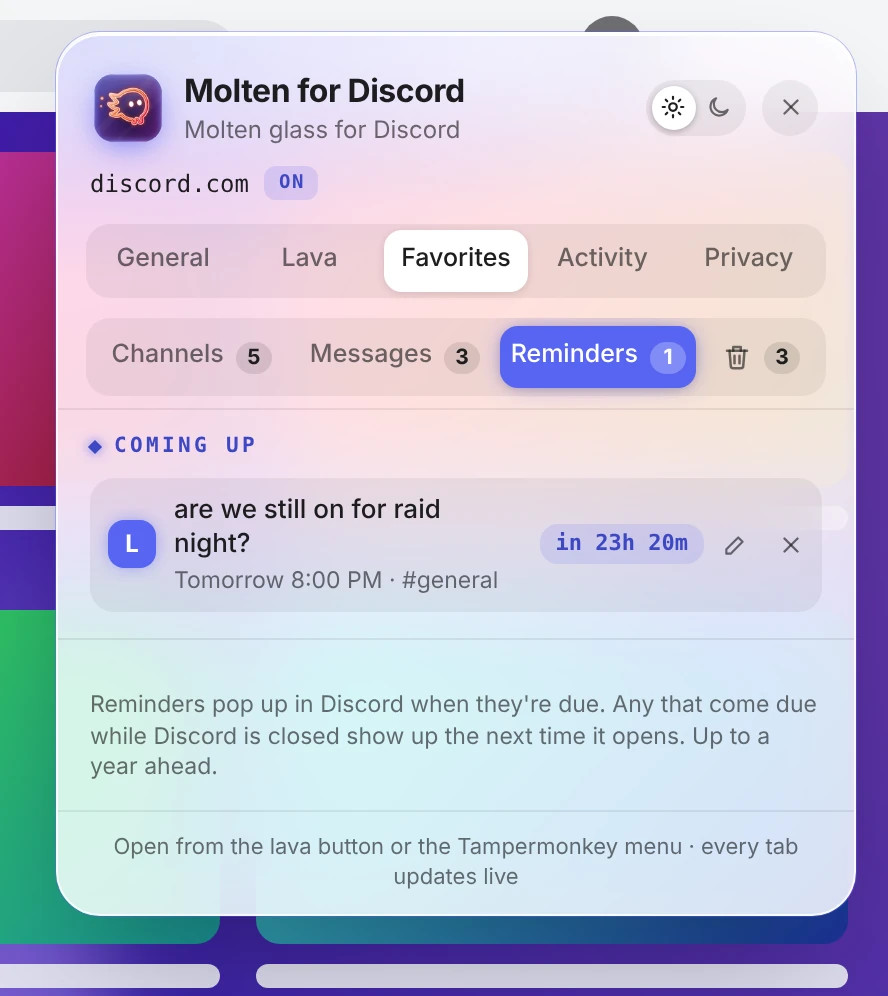 Molten for Discord
Molten glass for Discord
discord.com ON
General Lava Favorites Activity Privacy
Channels 5 Messages 3 Reminders 1 3
COMING UP
L
are we still on for raid
night?
Tomorrow 8:00 PM · #general
in 23h 20m
Reminders pop up in Discord when they're due. Any that come due
while Discord is closed show up the next time it opens. Up to a
year ahead.
Open from the lava button or the Tampermonkey menu · every tab
updates live